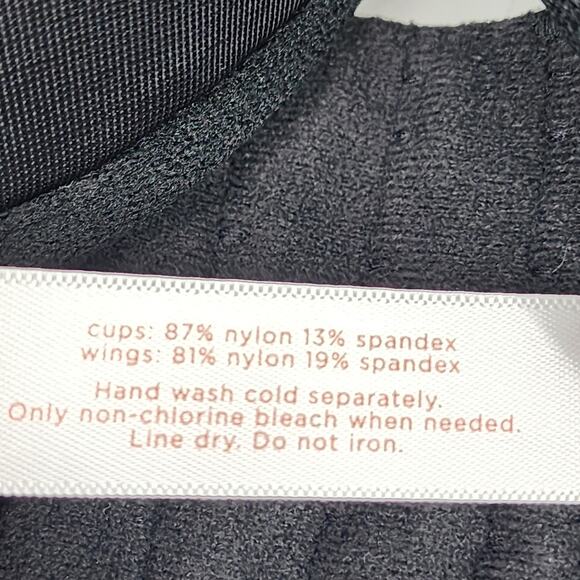 cups: 87% nylon 13% spandex
wings: 81% nylon 19% spandex
Hand wash cold separately.
Only non-chlorine bleach when needed.
Line dry. Do not iron.